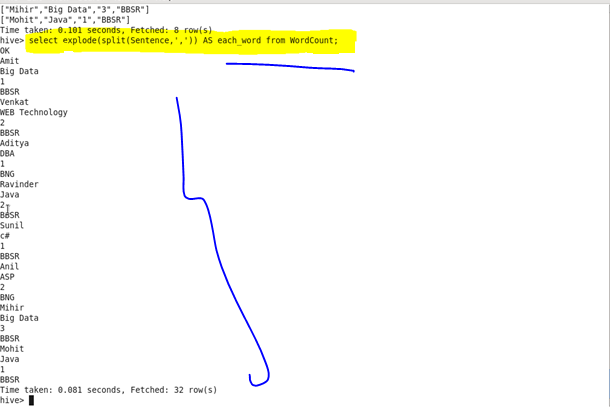 ["Mihir","Big Data","3","BBSR"]
["Mohit","Java","1","BBSR"]
Time taken: 0.101 seconds, Fetched: 8 row(s)
hive> select explode(split(Sentence,',')) AS each_word from WordCount;
OK
Amit
Big Data
1
BBSR
Venkat
WEB Technology
2
BBSR
Aditya
DBA
1
BNG
Ravinder
Java
2
BBSR
Sunil
c#
1
BBSR
Anil
ASP
2
BNG
Mihir
Big Data
3
BBSR
Mohit
Java
1
BBSR
Time taken: 0.081 seconds, Fetched: 32 row(s)
hive>